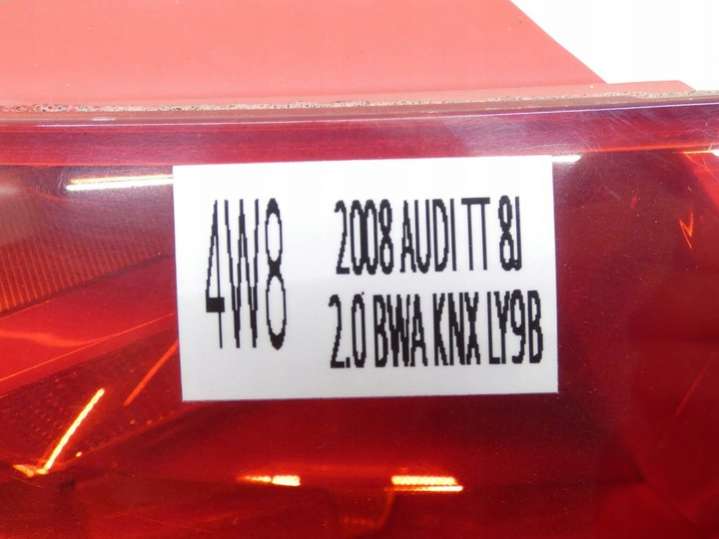 4W8
2008 AUDI TT 8J
2.0 BWA KNX LY9B